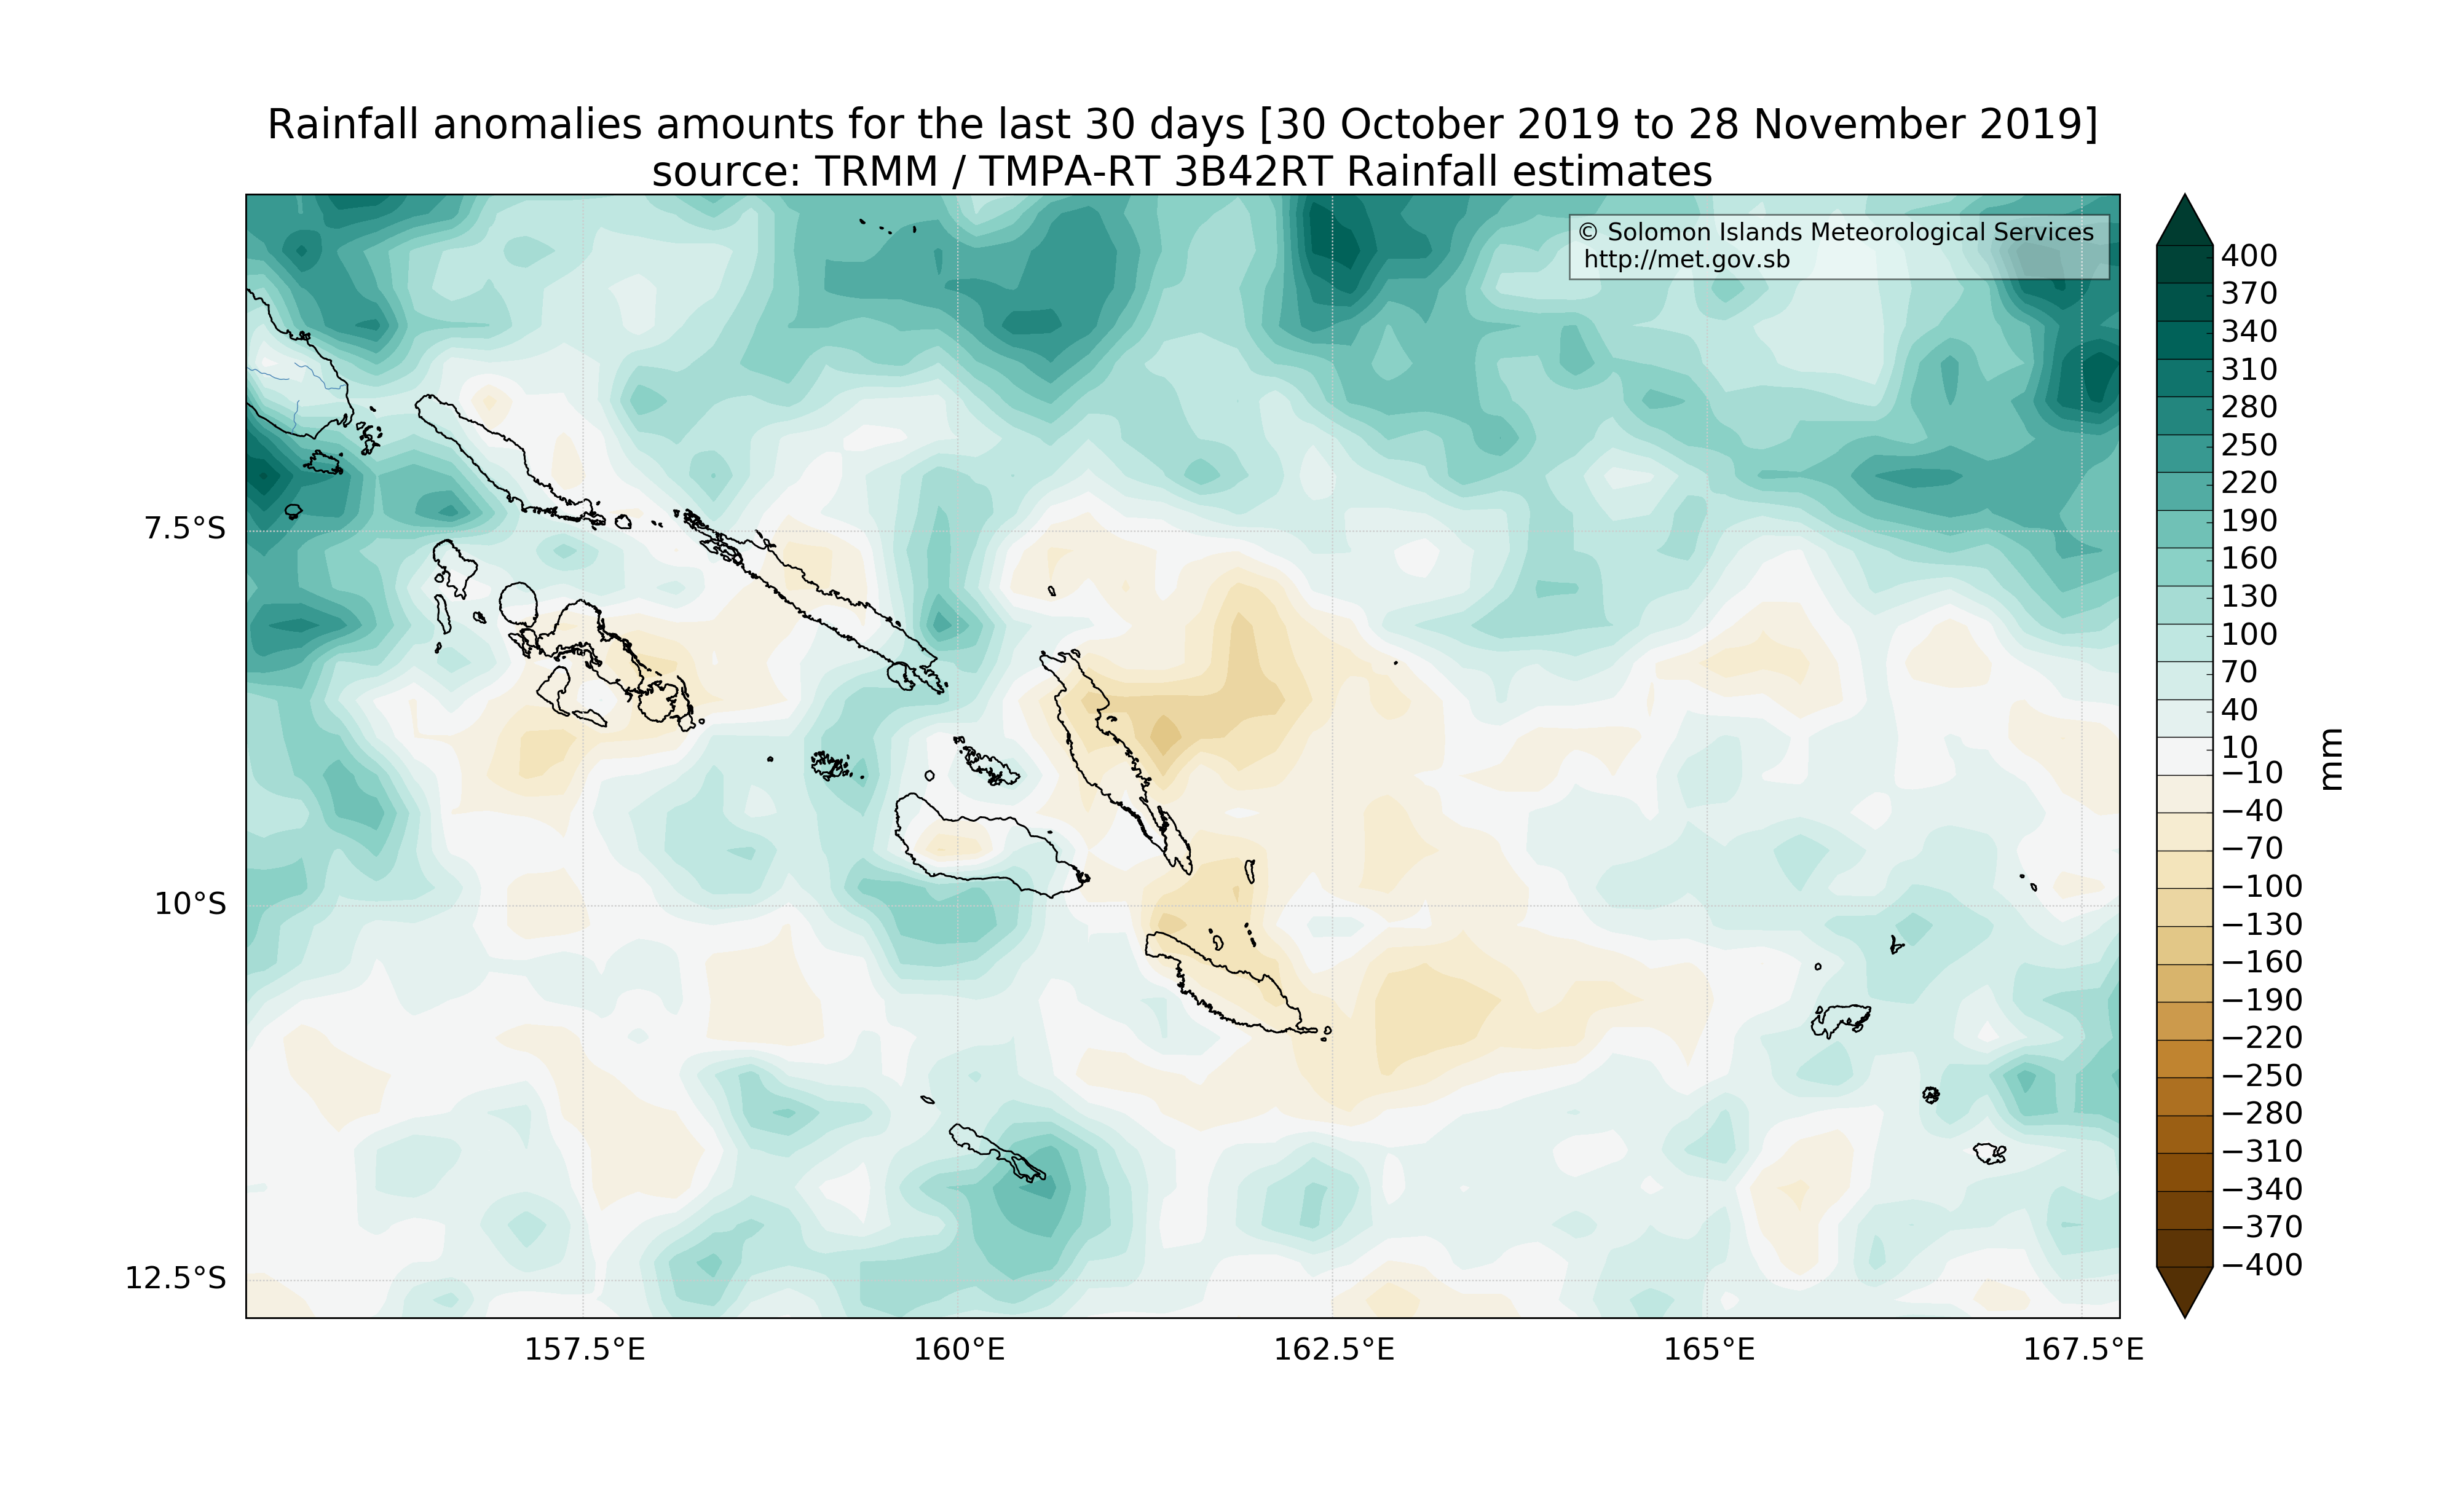 Rainfall anomalies amounts for the last 30 days [30 October 2019 to 28 November 2019]
source: TRMM / TMPA-RT 3B42RT Rainfall estimates
© Solomon Islands Meteorological Services
http://met.gov.sb
7.5°S
10°S
12.5°S
157.5°E
160°E
162.5°E
165°E
167.5°E
400
370
340
310
280
250
220
190
160
130
100
70
40
10
−10
−40
−70
−100
−130
−160
−190
−220
−250
−280
−310
−340
−370
−400
mm